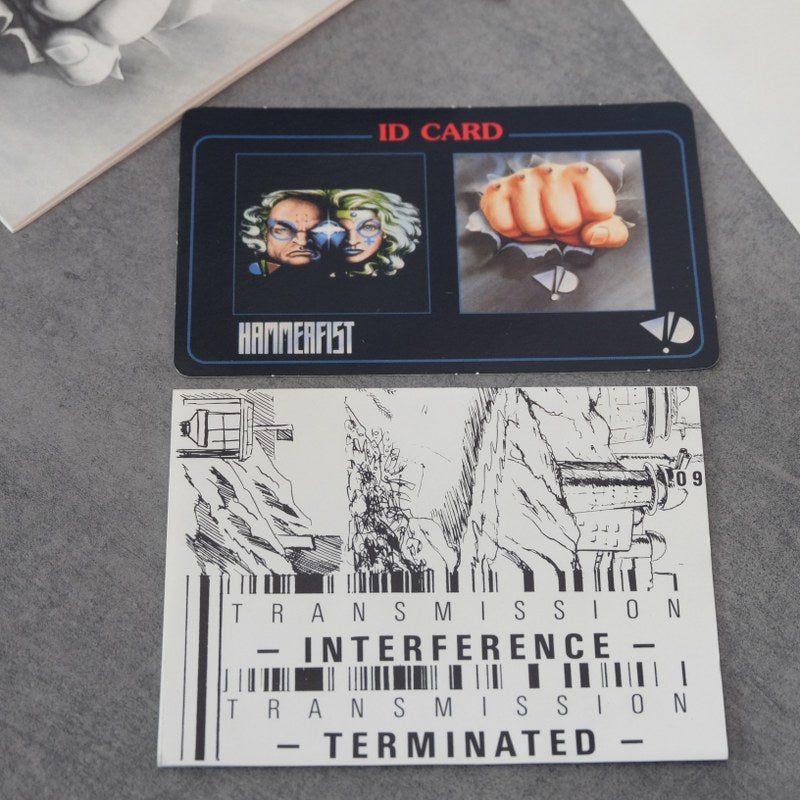 ID CARD
HAMMERFIST
09
TRANSMISSION
– INTERFERENCE –
TRANSMISSION
– TERMINATED –